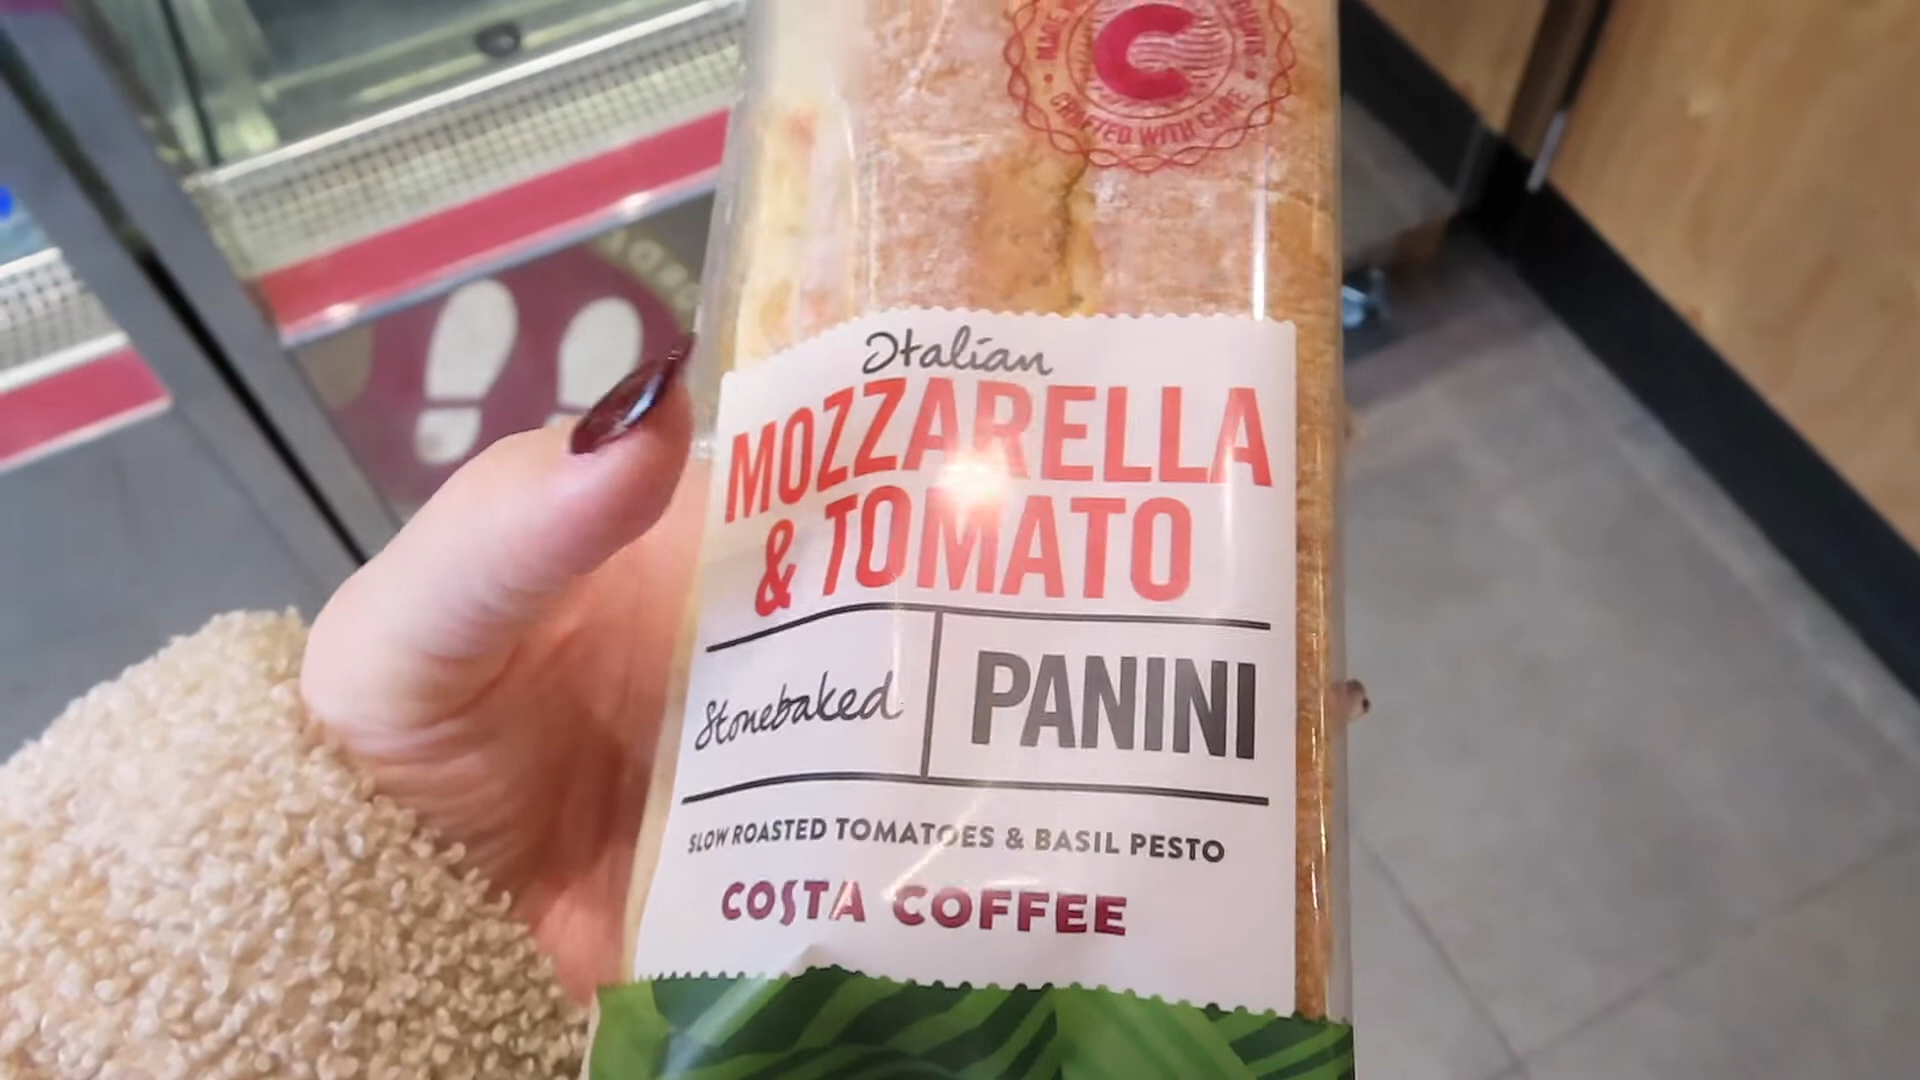 C
CRAFTED WITH CARE
Italian
MOZZARELLA
& TOMATO
Stonebaked
PANINI
SLOW ROASTED TOMATOES & BASIL PESTO
COSTA COFFEE